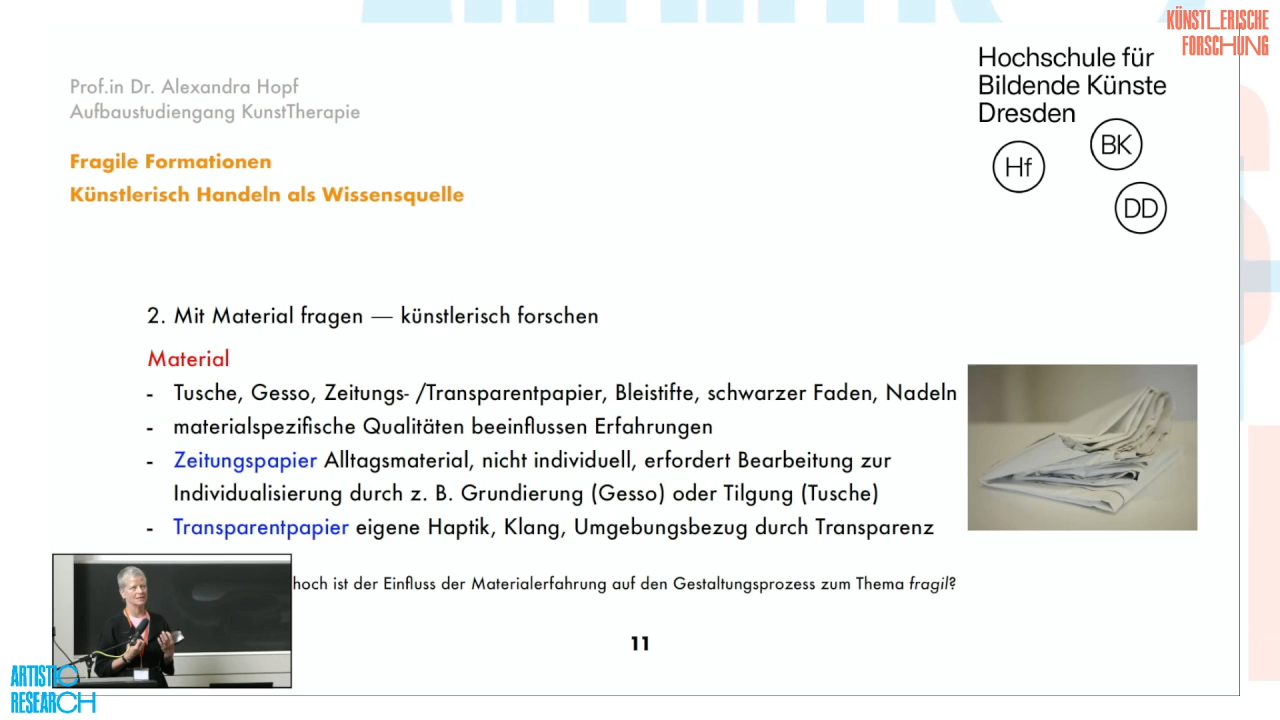 KÜNSTL_ERISCHE
FORSCHUNG
Hochschule für
Bildende Künste
Dresden
Hf
BK
DD
Prof.in Dr. Alexandra Hopf
Aufbaustudiengang KunstTherapie
Fragile Formationen
Künstlerisch Handeln als Wissensquelle
2. Mit Material fragen — künstlerisch forschen
Material
- Tusche, Gesso, Zeitungs- /Transparentpapier, Bleistifte, schwarzer Faden, Nadeln
- materialspezifische Qualitäten beeinflussen Erfahrungen
- Zeitungspapier Alltagsmaterial, nicht individuell, erfordert Bearbeitung zur
Individualisierung durch z. B. Grundierung (Gesso) oder Tilgung (Tusche)
- Transparentpapier eigene Haptik, Klang, Umgebungsbezug durch Transparenz
hoch ist der Einfluss der Materialerfahrung auf den Gestaltungsprozess zum Thema fragil?
11
ARTISTIC
RESEARCH